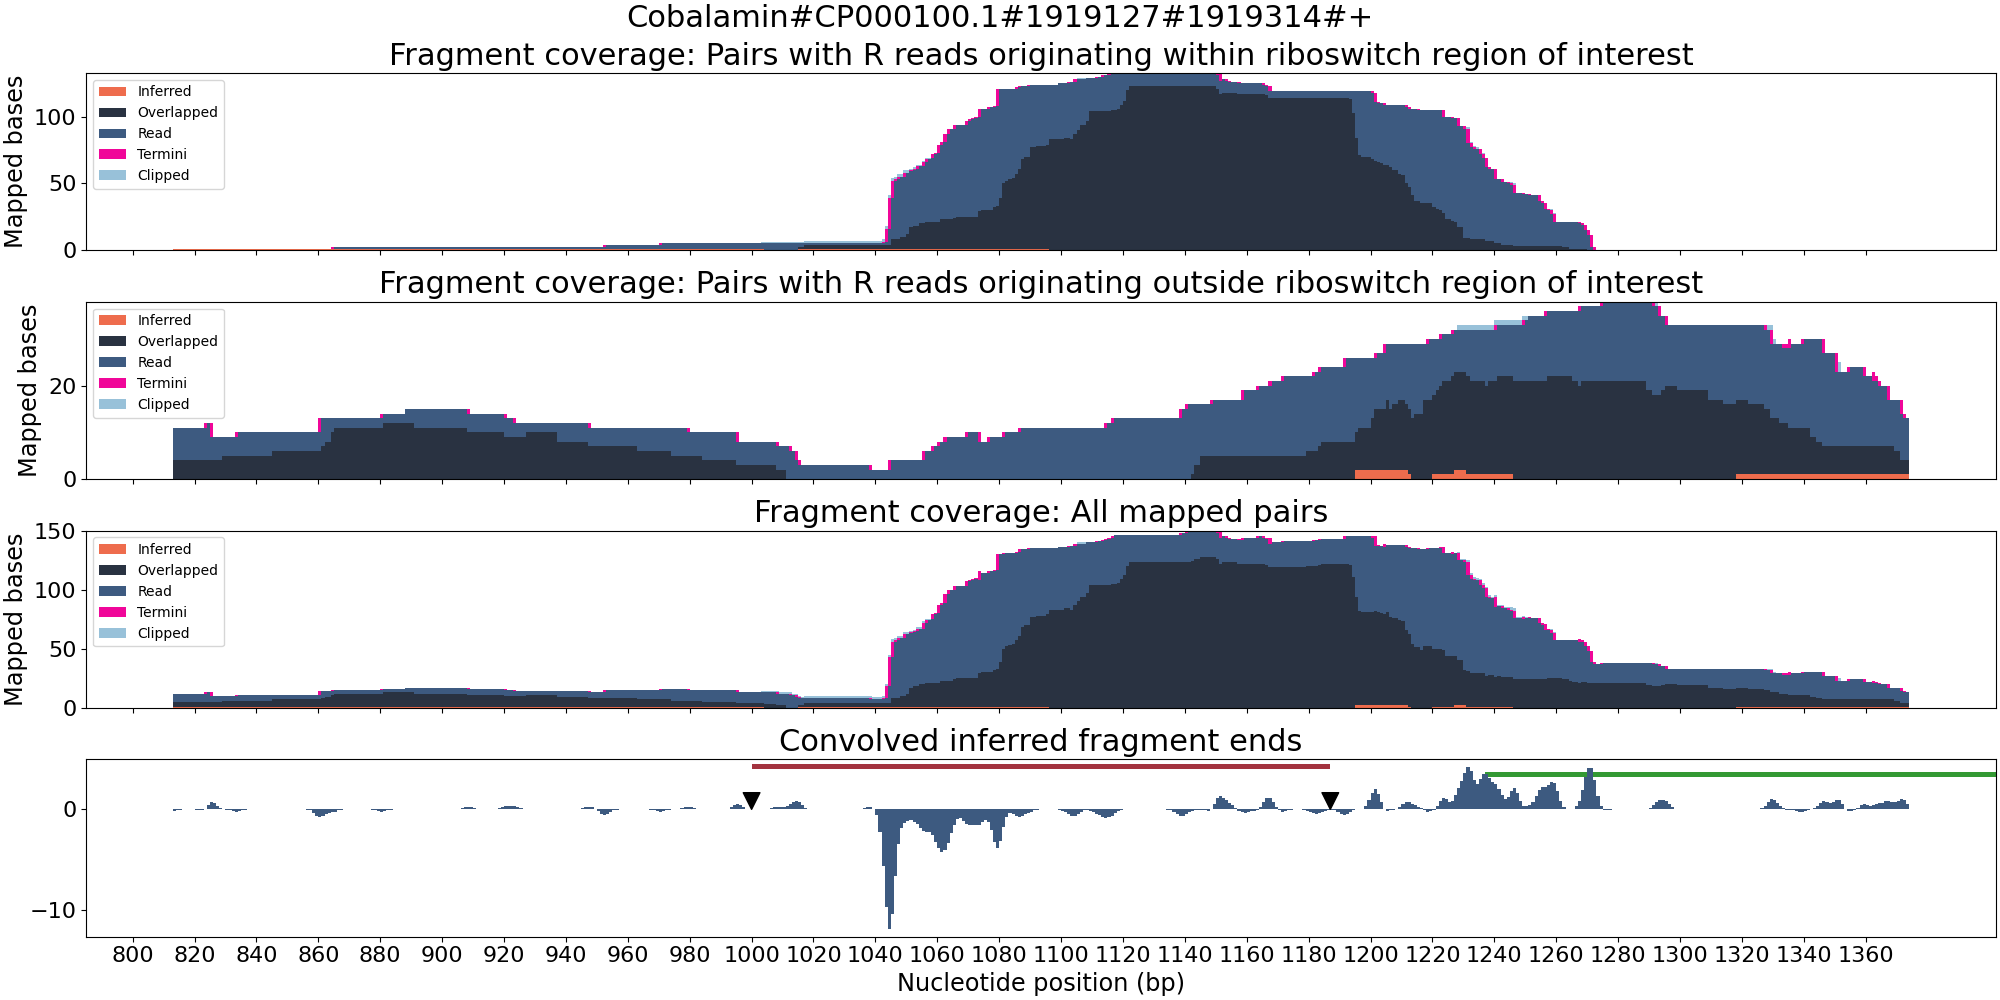 Cobalamin#CP000100.1#1919127#1919314#+
Fragment coverage: Pairs with R reads originating within riboswitch region of interest
Mapped bases
100
50
0
Inferred
Overlapped
Read
Termini
Clipped
Fragment coverage: Pairs with R reads originating outside riboswitch region of interest
Mapped bases
20
0
Inferred
Overlapped
Read
Termini
Clipped
Fragment coverage: All mapped pairs
Mapped bases
150
100
50
0
Inferred
Overlapped
Read
Termini
Clipped
Convolved inferred fragment ends
0
−10
800 820 840 860 880 900 920 940 960 980 1000 1020 1040 1060 1080 1100 1120 1140 1160 1180 1200 1220 1240 1260 1280 1300 1320 1340 1360
Nucleotide position (bp)